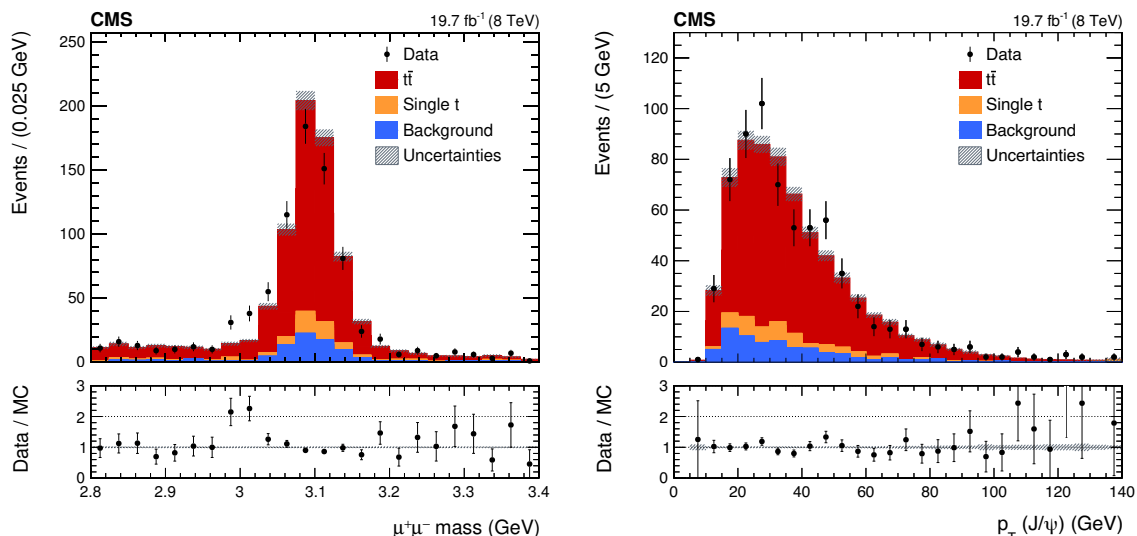 CMS 19.7 fb⁻¹ (8 TeV)
Events / (0.025 GeV)
250
200
150
100
50
0
Data
tt̄
Single t
Background
Uncertainties
Data / MC
3
2
1
0
2.8 2.9 3 3.1 3.2 3.3 3.4
μ⁺μ⁻ mass (GeV)
CMS 19.7 fb⁻¹ (8 TeV)
Events / (5 GeV)
120
100
80
60
40
20
0
Data
tt̄
Single t
Background
Uncertainties
Data / MC
3
2
1
0
0 20 40 60 80 100 120 140
p_T (J/ψ) (GeV)